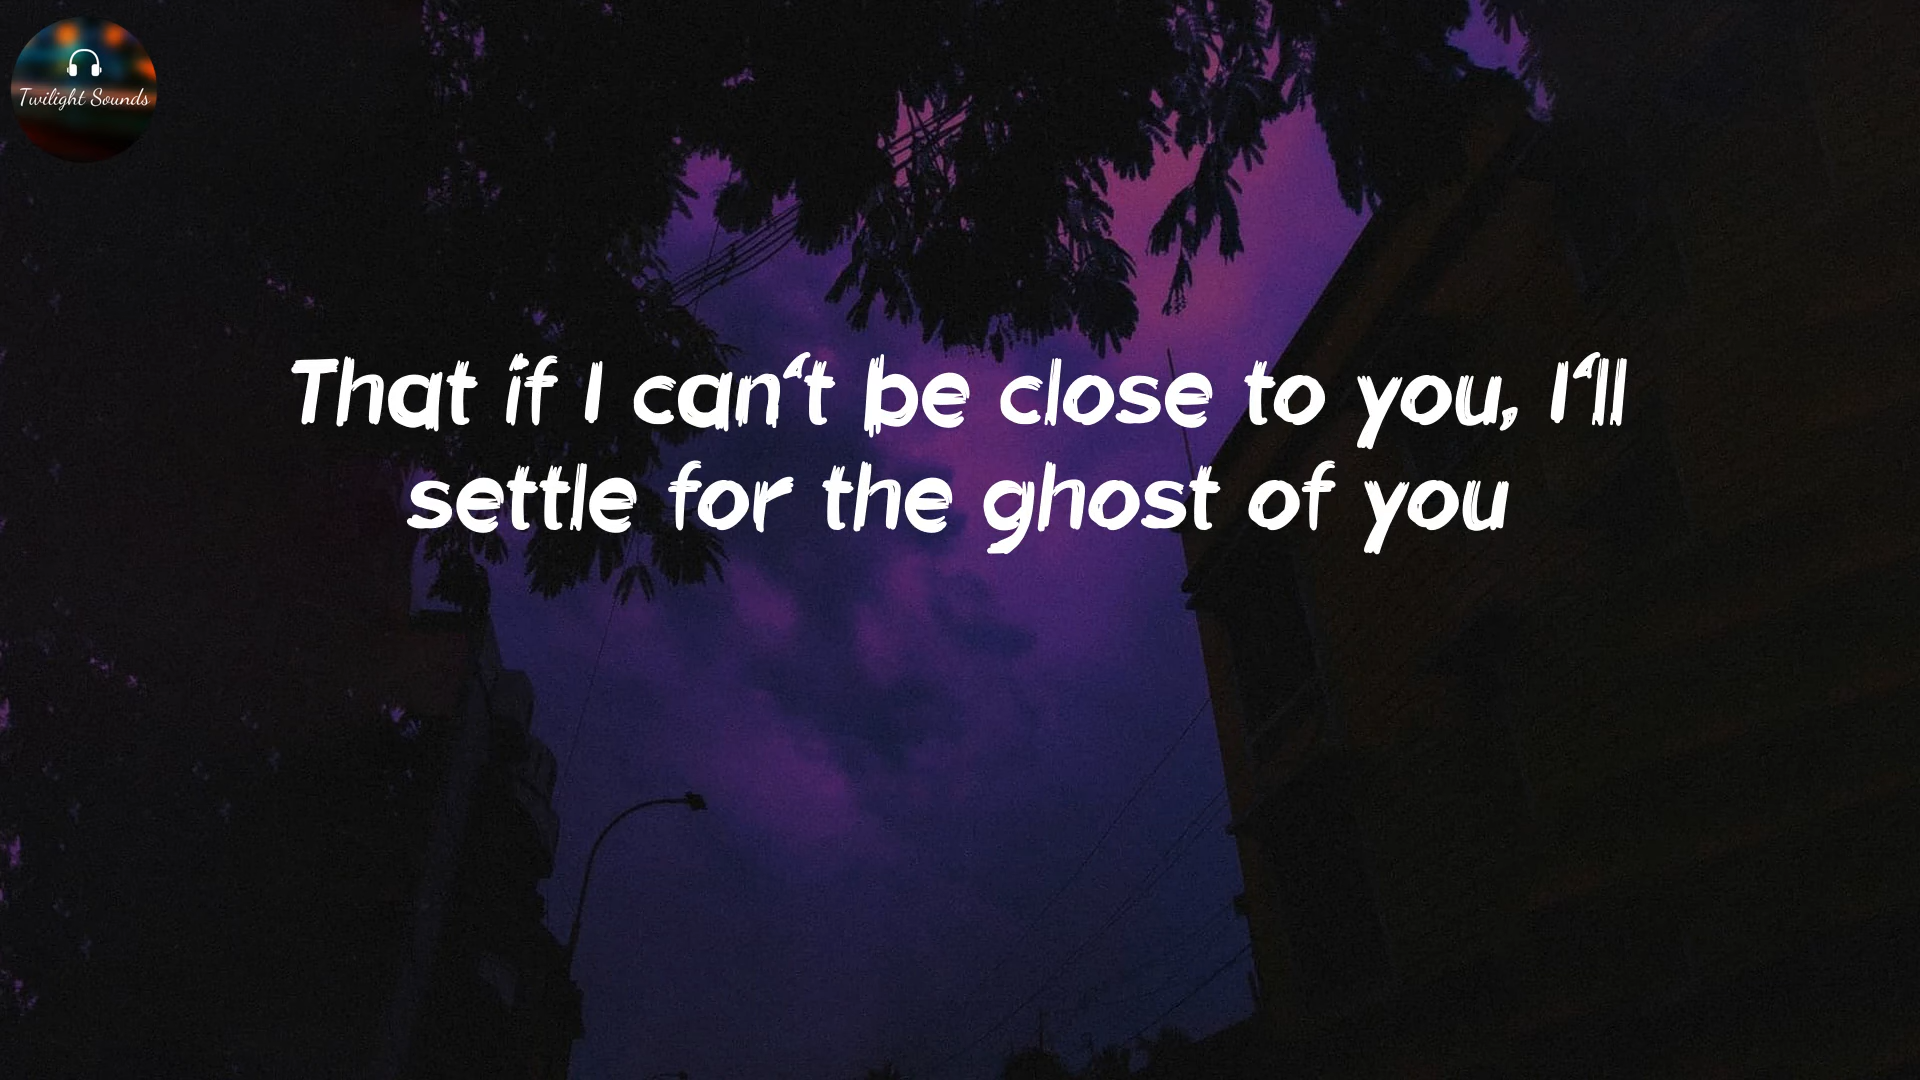 Twilight Sounds
That if I can't be close to you, I'll
settle for the ghost of you